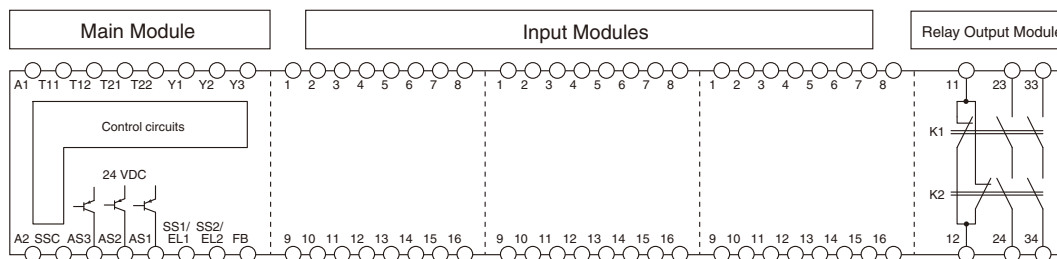 Main Module Input Modules Relay Output Module
A1 T11 T12 T21 T22 Y1 Y2 Y3 1 2 3 4 5 6 7 8 1 2 3 4 5 6 7 8 1 2 3 4 5 6 7 8 11 23 33
Control circuits
K1
24 VDC
K2
SS1/ SS2/
A2 SSC AS3 AS2 AS1 EL1 EL2 FB 9 10 11 12 13 14 15 16 9 10 11 12 13 14 15 16 9 10 11 12 13 14 15 16 12 24 34